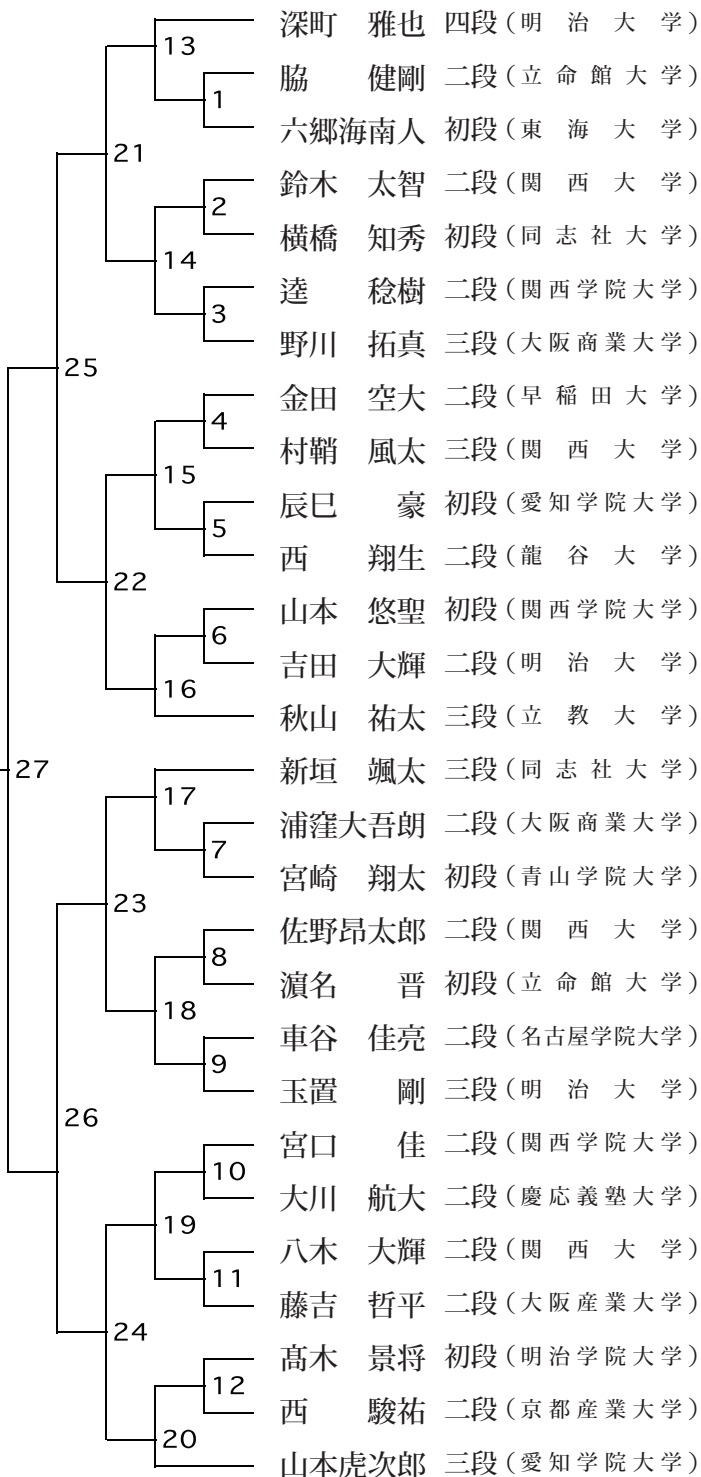 深町 雅也 四段(明治大学)
13
脇 健剛 二段(立命館大学)
1
六郷海南人 初段(東海大学)
21
鈴木 太智 二段(関西大学)
2
横橋 知秀 初段(同志社大学)
14
逵 稔樹 二段(関西学院大学)
3
野川 拓真 三段(大阪商業大学)
25
金田 空大 二段(早稲田大学)
4
村鞘 風太 三段(関西大学)
15
辰巳 豪 初段(愛知学院大学)
5
西 翔生 二段(龍谷大学)
22
山本 悠聖 初段(関西学院大学)
6
吉田 大輝 二段(明治大学)
16
秋山 祐太 三段(立教大学)
27
新垣 颯太 三段(同志社大学)
17
浦窪大吾朗 二段(大阪商業大学)
7
宮崎 翔太 初段(青山学院大学)
23
佐野昂太郎 二段(関西大学)
8
濵名 晋 初段(立命館大学)
18
車谷 佳亮 二段(名古屋学院大学)
9
玉置 剛 三段(明治大学)
26
宮口 佳 二段(関西学院大学)
10
大川 航大 二段(慶応義塾大学)
19
八木 大輝 二段(関西大学)
11
藤吉 哲平 二段(大阪産業大学)
24
髙木 景将 初段(明治学院大学)
12
西 駿祐 二段(京都産業大学)
20
山本虎次郎 三段(愛知学院大学)